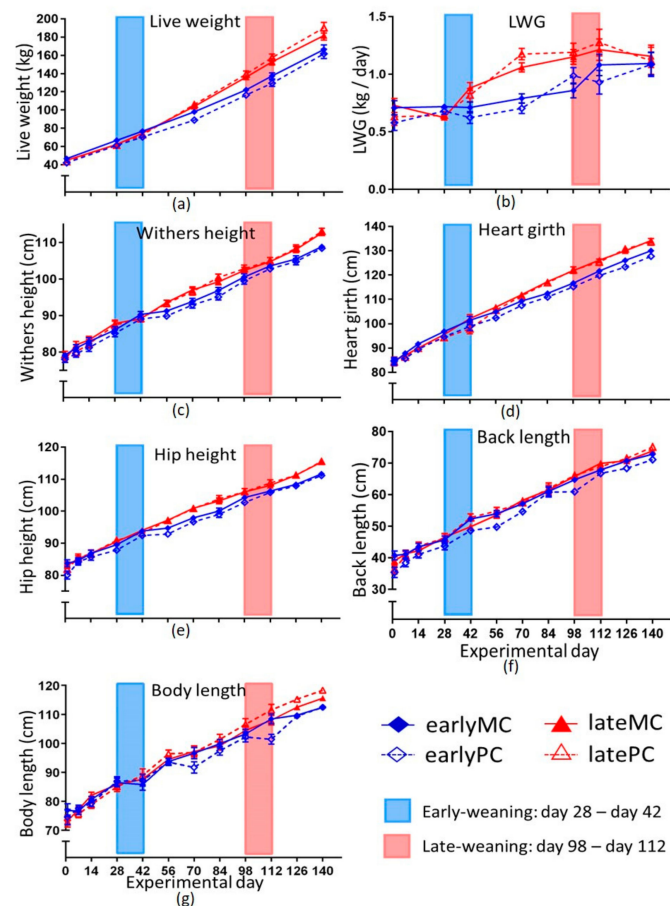 Live weight
Live weight (kg)
200
180
160
140
120
100
80
60
40
(a)
LWG
LWG (kg / day)
1.5
1.0
0.5
0.0
(b)
Withers height
Withers height (cm)
110
100
90
80
(c)
Heart girth
Heart girth (cm)
140
130
120
110
100
90
80
(d)
Hip height
Hip height (cm)
120
110
100
90
80
(e)
Back length
Back length (cm)
80
70
60
50
40
30
0 14 28 42 56 70 84 98 112 126 140
Experimental day
(f)
Body length
Body length (cm)
120
110
100
90
80
70
0 14 28 42 56 70 84 98 112 126 140
Experimental day
(g)
earlyMC lateMC
earlyPC latePC
Early-weaning: day 28 – day 42
Late-weaning: day 98 – day 112